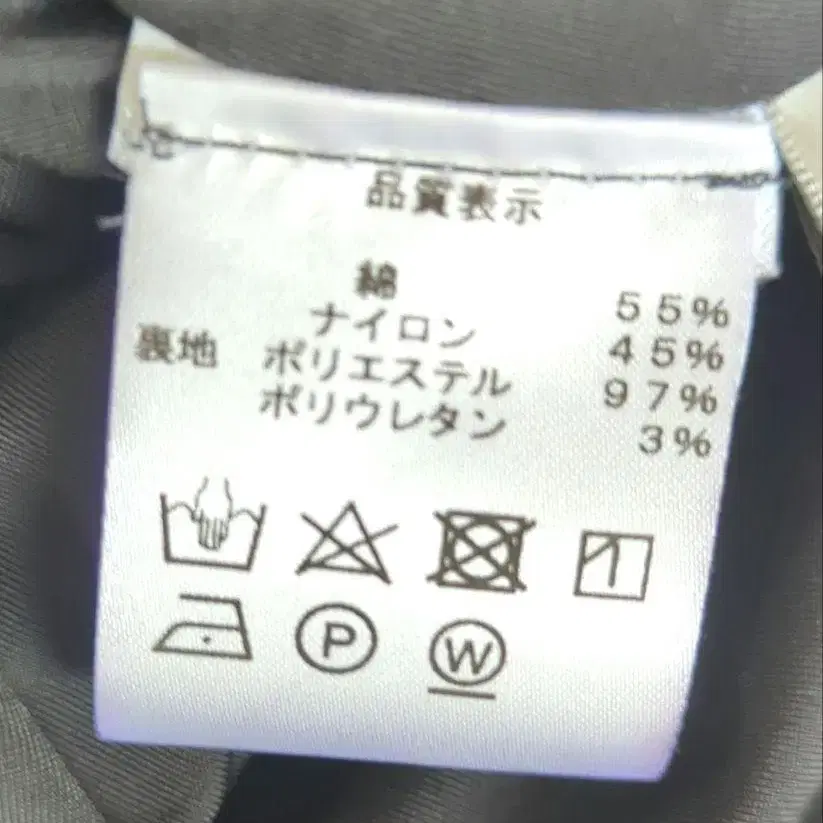 品質表示
綿 55%
ナイロン 45%
裏地 ポリエステル 97%
ポリウレタン 3%
P
W